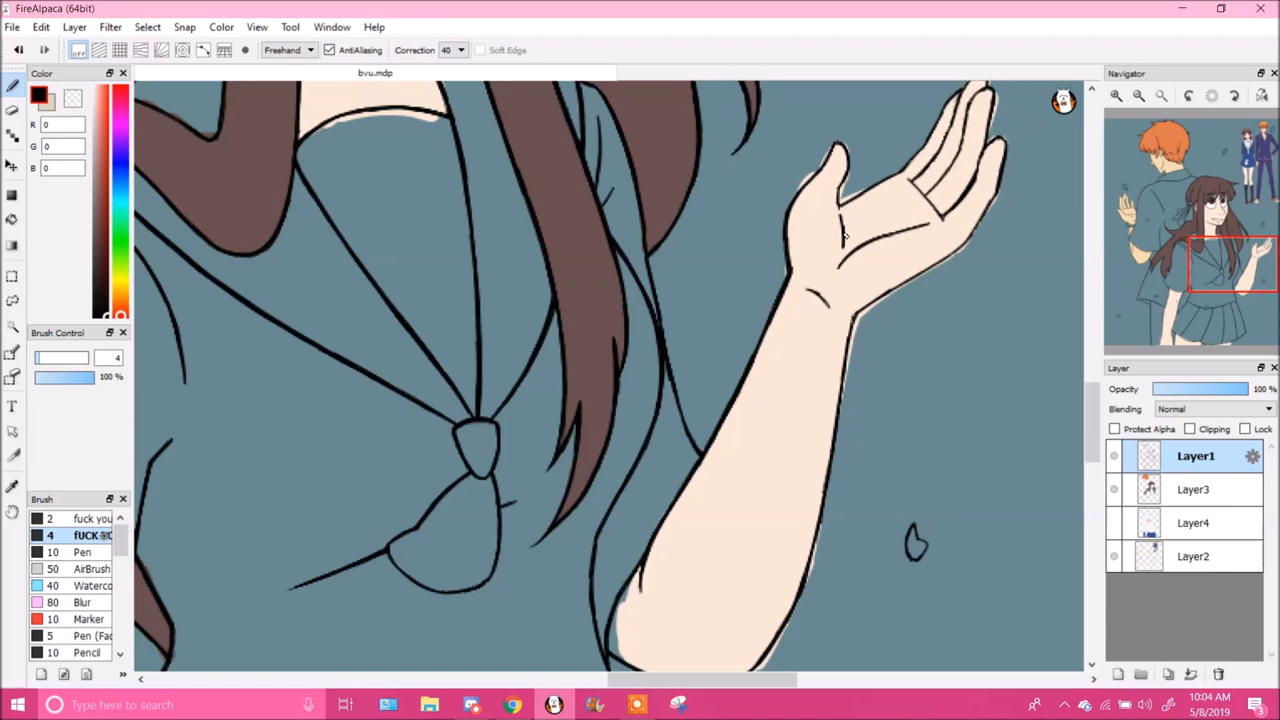 FireAlpaca (64bit)
File Edit Layer Filter Select Snap Color View Tool Window Help
off Freehand AntiAliasing Correction 40 Soft Edge
Color
bvu.mdp
Navigator
R 0
G 0
B 0
Brush Control
4
100 %
Brush
2 fuck you
4 fUCK
10 Pen
50 AirBrush
40 Waterco
80 Blur
10 Marker
5 Pen (Fad
10 Pencil
Layer
Opacity 100 %
Blending Normal
Protect Alpha Clipping Lock
Layer1
Layer3
Layer4
Layer2
Type here to search
10:04 AM
5/8/2019
3